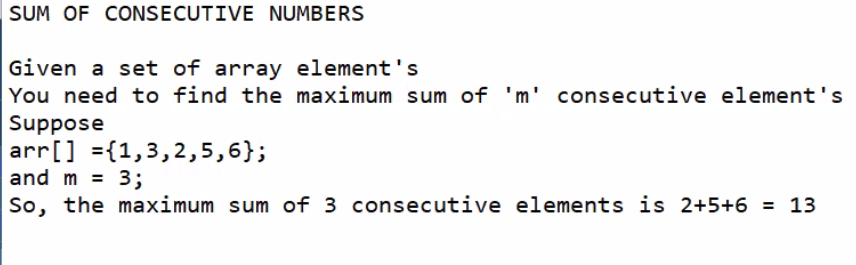 SUM OF CONSECUTIVE NUMBERS
Given a set of array element's
You need to find the maximum sum of 'm' consecutive element's
Suppose
arr[] ={1,3,2,5,6};
and m = 3;
So, the maximum sum of 3 consecutive elements is 2+5+6 = 13